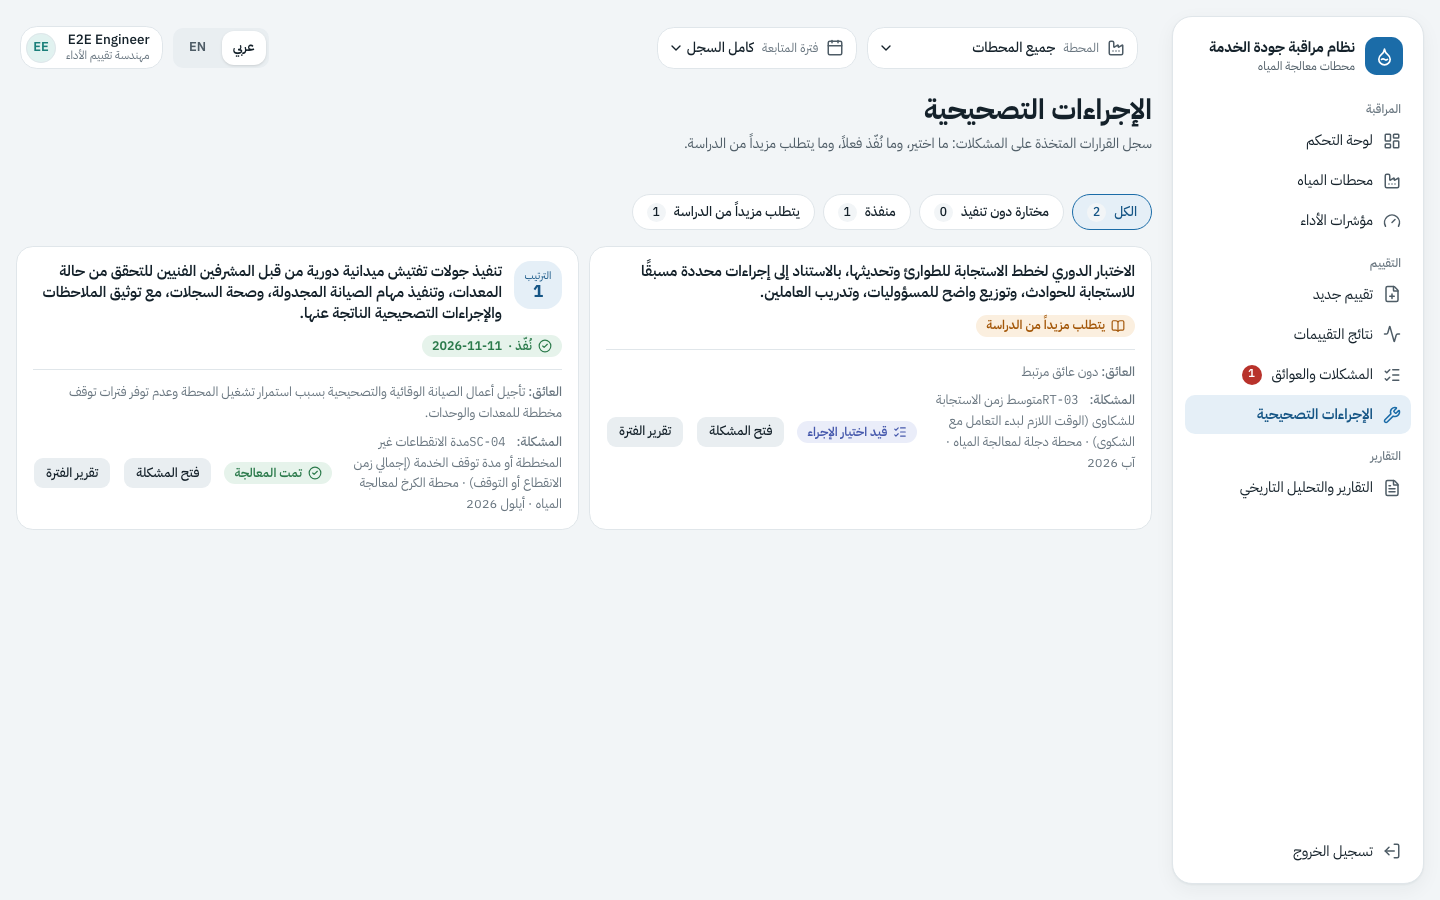 نظام مراقبة جودة الخدمة
محطات معالجة المياه
المراقبة
لوحة التحكم
محطات المياه
مؤشرات الأداء
التقييم
تقييم جديد
نتائج التقييمات
المشكلات والعوائق 1
الإجراءات التصحيحية
التقارير
التقارير والتحليل التاريخي
تسجيل الخروج
المحطة جميع المحطات
فترة المتابعة كامل السجل
عربي EN
E2E Engineer
مهندسة تقييم الأداء
EE
الإجراءات التصحيحية
سجل القرارات المتخذة على المشكلات: ما اختير، وما نُفّذ فعلاً، وما يتطلب مزيداً من الدراسة.
الكل 2
مختارة دون تنفيذ 0
منفذة 1
يتطلب مزيداً من الدراسة 1
الاختبار الدوري لخطط الاستجابة للطوارئ وتحديثها، بالاستناد إلى إجراءات محددة مسبقًا
للاستجابة للحوادث، وتوزيع واضح للمسؤوليات، وتدريب العاملين.
يتطلب مزيداً من الدراسة
العائق: دون عائق مرتبط
المشكلة: RT-03 متوسط زمن الاستجابة
للشكاوى (الوقت اللازم لبدء التعامل مع
الشكوى) · محطة دجلة لمعالجة المياه ·
آب 2026
قيد اختيار الإجراء
فتح المشكلة
تقرير الفترة
الترتيب
1
تنفيذ جولات تفتيش ميدانية دورية من قبل المشرفين الفنيين للتحقق من حالة
المعدات، وتنفيذ مهام الصيانة المجدولة، وصحة السجلات، مع توثيق الملاحظات
والإجراءات التصحيحية الناتجة عنها.
نُفّذ · 2026-11-11
العائق: تأجيل أعمال الصيانة الوقائية والتصحيحية بسبب استمرار تشغيل المحطة وعدم توفر فترات توقف
مخططة للمعدات والوحدات.
المشكلة: SC-04 مدة الانقطاعات غير
المخططة أو مدة توقف الخدمة (إجمالي زمن
الانقطاع أو التوقف) · محطة الكرخ لمعالجة
المياه · أيلول 2026
تمت المعالجة
فتح المشكلة
تقرير الفترة